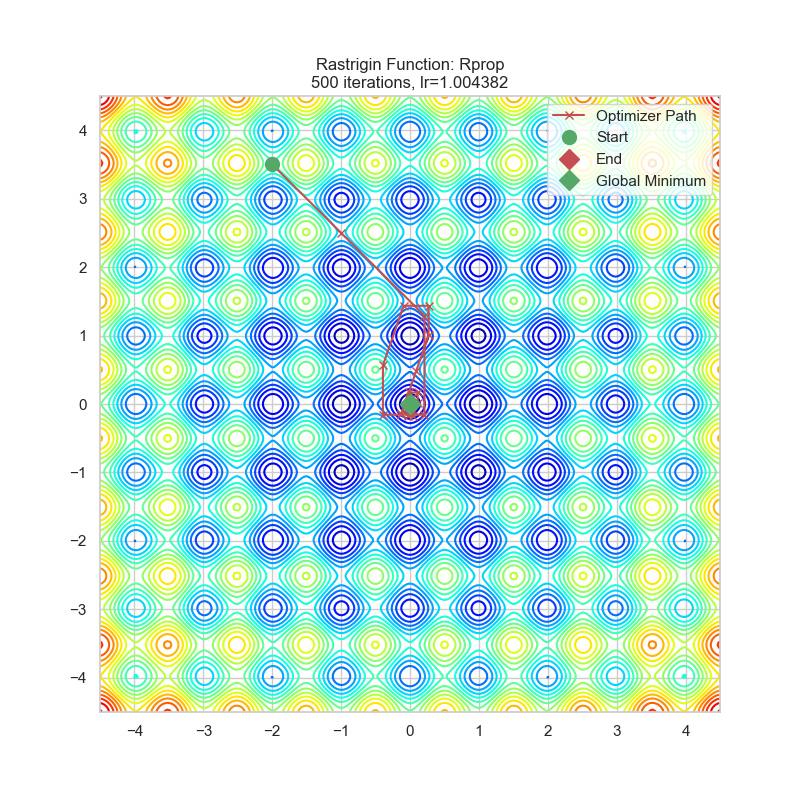 Rastrigin Function: Rprop
500 iterations, lr=1.004382
Optimizer Path
Start
End
Global Minimum
4
3
2
1
0
−1
−2
−3
−4
−4 −3 −2 −1 0 1 2 3 4